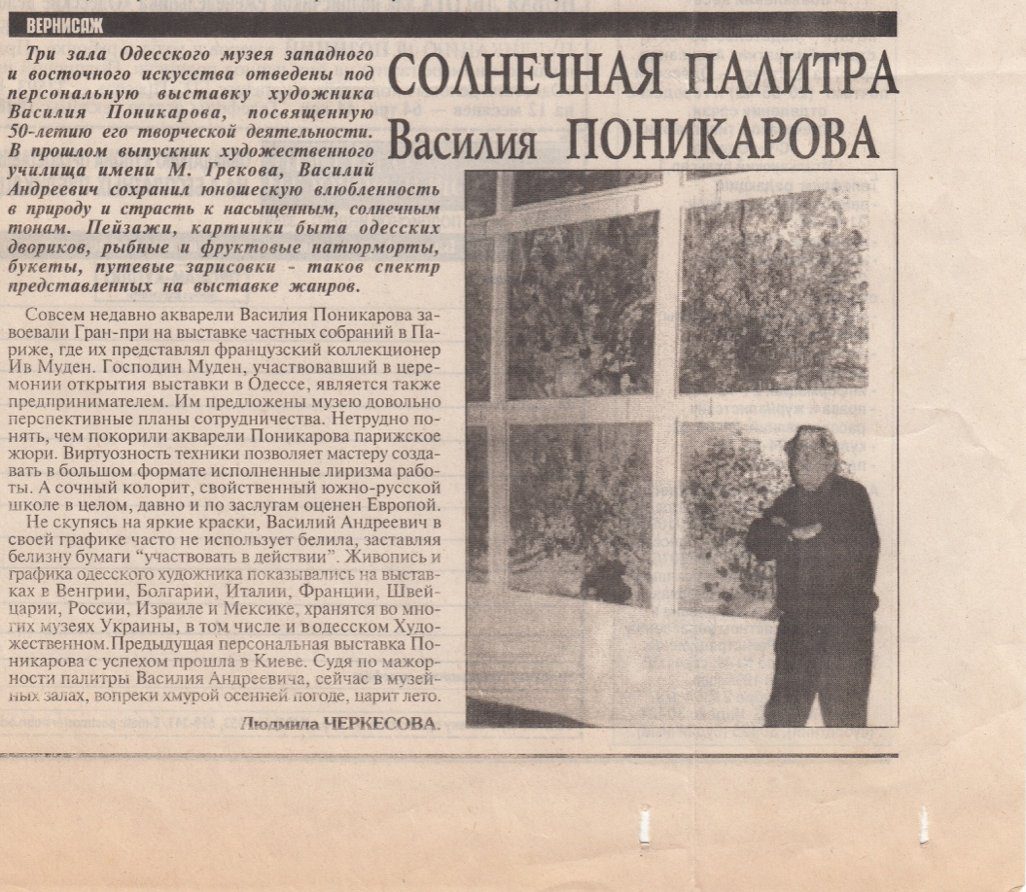 ВЕРНИСАЖ
СОЛНЕЧНАЯ ПАЛИТРА
Василия ПОНИКАРОВА
Три зала Одесского музея западного
и восточного искусства отведены под
персональную выставку художника
Василия Поникарова, посвященную
50-летию его творческой деятельности.
В прошлом выпускник художественного
училища имени М. Грекова, Василий
Андреевич сохранил юношескую влюбленность
в природу и страсть к насыщенным, солнечным
тонам. Пейзажи, картинки быта одесских
двориков, рыбные и фруктовые натюрморты,
букеты, путевые зарисовки - таков спектр
представленных на выставке жанров.
Совсем недавно акварели Василия Поникарова за-
воевали Гран-при на выставке частных собраний в Па-
риже, где их представлял французский коллекционер
Ив Муден. Господин Муден, участвовавший в цере-
монии открытия выставки в Одессе, является также
предпринимателем. Им предложены музею довольно
перспективные планы сотрудничества. Нетрудно по-
нять, чем покорили акварели Поникарова парижское
жюри. Виртуозность техники позволяет мастеру созда-
вать в большом формате исполненные лиризма рабо-
ты. А сочный колорит, свойственный южно-русской
школе в целом, давно и по заслугам оценен Европой.
Не скупясь на яркие краски, Василий Андреевич в
своей графике часто не использует белила, заставляя
белизну бумаги “участвовать в действии”. Живопись и
графика одесского художника показывались на выстав-
ках в Венгрии, Болгарии, Италии, Франции, Швей-
царии, России, Израиле и Мексике, хранятся во мно-
гих музеях Украины, в том числе и в одесском Худо-
жественном.Предыдущая персональная выставка По-
никарова с успехом прошла в Киеве. Судя по мажор-
ности палитры Василия Андреевича, сейчас в музей-
ных залах, вопреки хмурой осенней погоде, царит лето.
Людмила ЧЕРКЕСОВА.